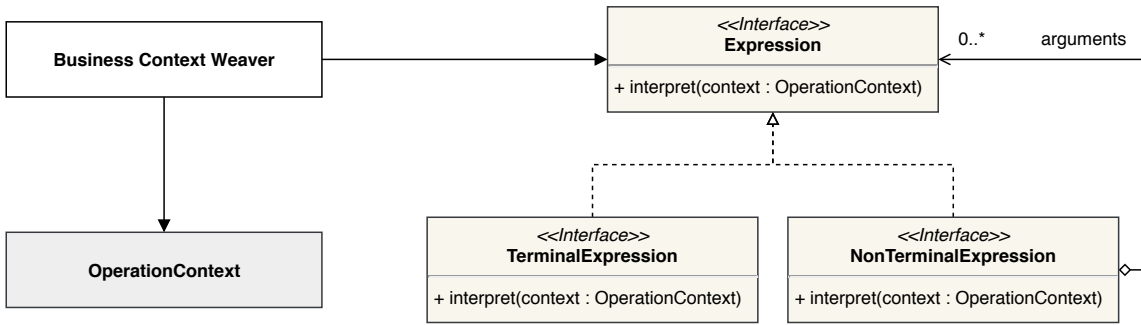 <<Interface>>
Expression
+ interpret(context : OperationContext)
0..*
arguments
Business Context Weaver
OperationContext
<<Interface>>
TerminalExpression
+ interpret(context : OperationContext)
<<Interface>>
NonTerminalExpression
+ interpret(context : OperationContext)